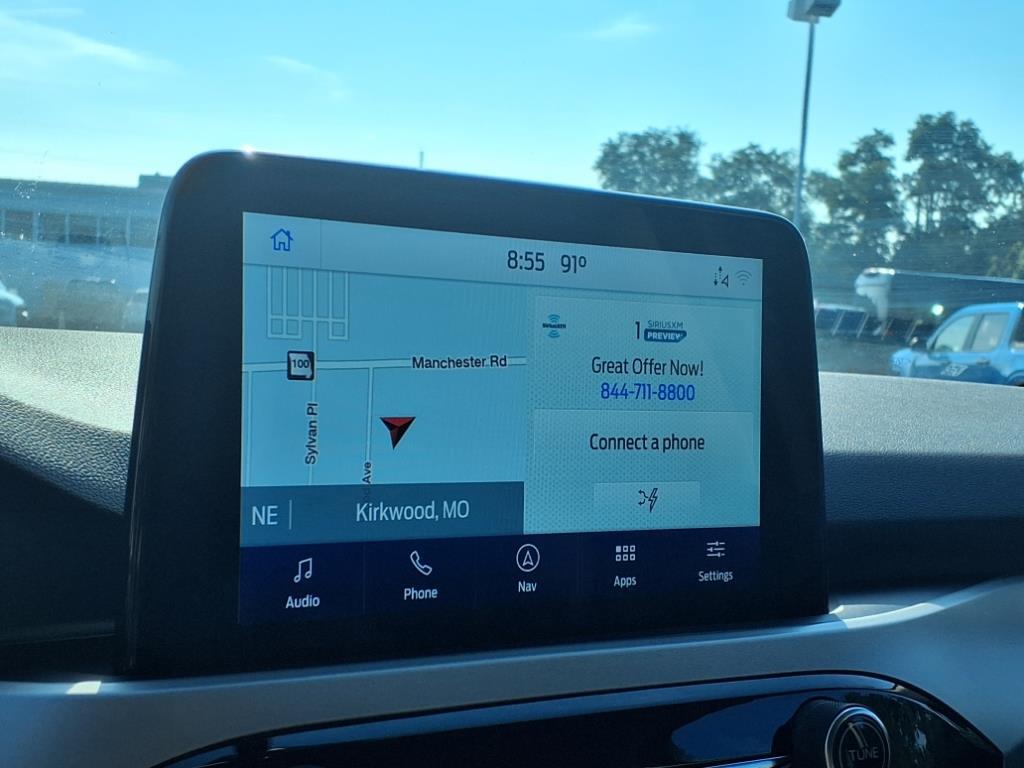 8:55 91°
100
Manchester Rd
Sylvan Pl
Ave
NE
Kirkwood, MO
SiriusXM
1 SIRIUSXM
PREVIEW
Great Offer Now!
844-711-8800
Connect a phone
Audio
Phone
Nav
Apps
Settings
TUNE